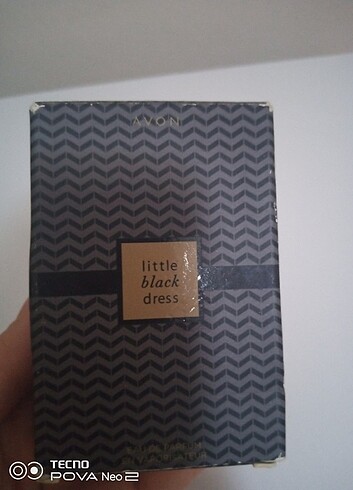 AVON
little
black
dress
TECNO
POVA Neo 2